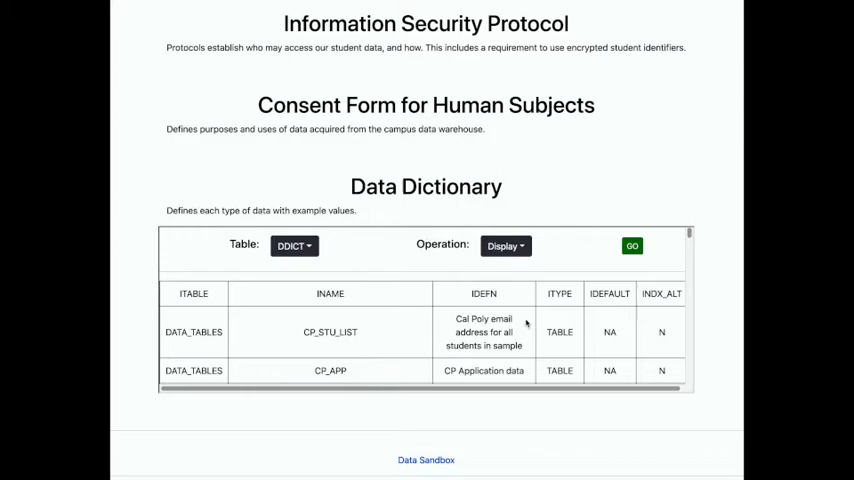 Information Security Protocol
Protocols establish who may access our student data, and how. This includes a requirement to use encrypted student identifiers.
Consent Form for Human Subjects
Defines purposes and uses of data acquired from the campus data warehouse.
Data Dictionary
Defines each type of data with example values.
Table: DDICT Operation: Display GO
ITABLE INAME IDEFN ITYPE IDEFAULT INDX_ALT
Cal Poly email
DATA_TABLES CP_STU_LIST address for all TABLE NA N
students in sample
DATA_TABLES CP_APP CP Application data TABLE NA N
Data Sandbox